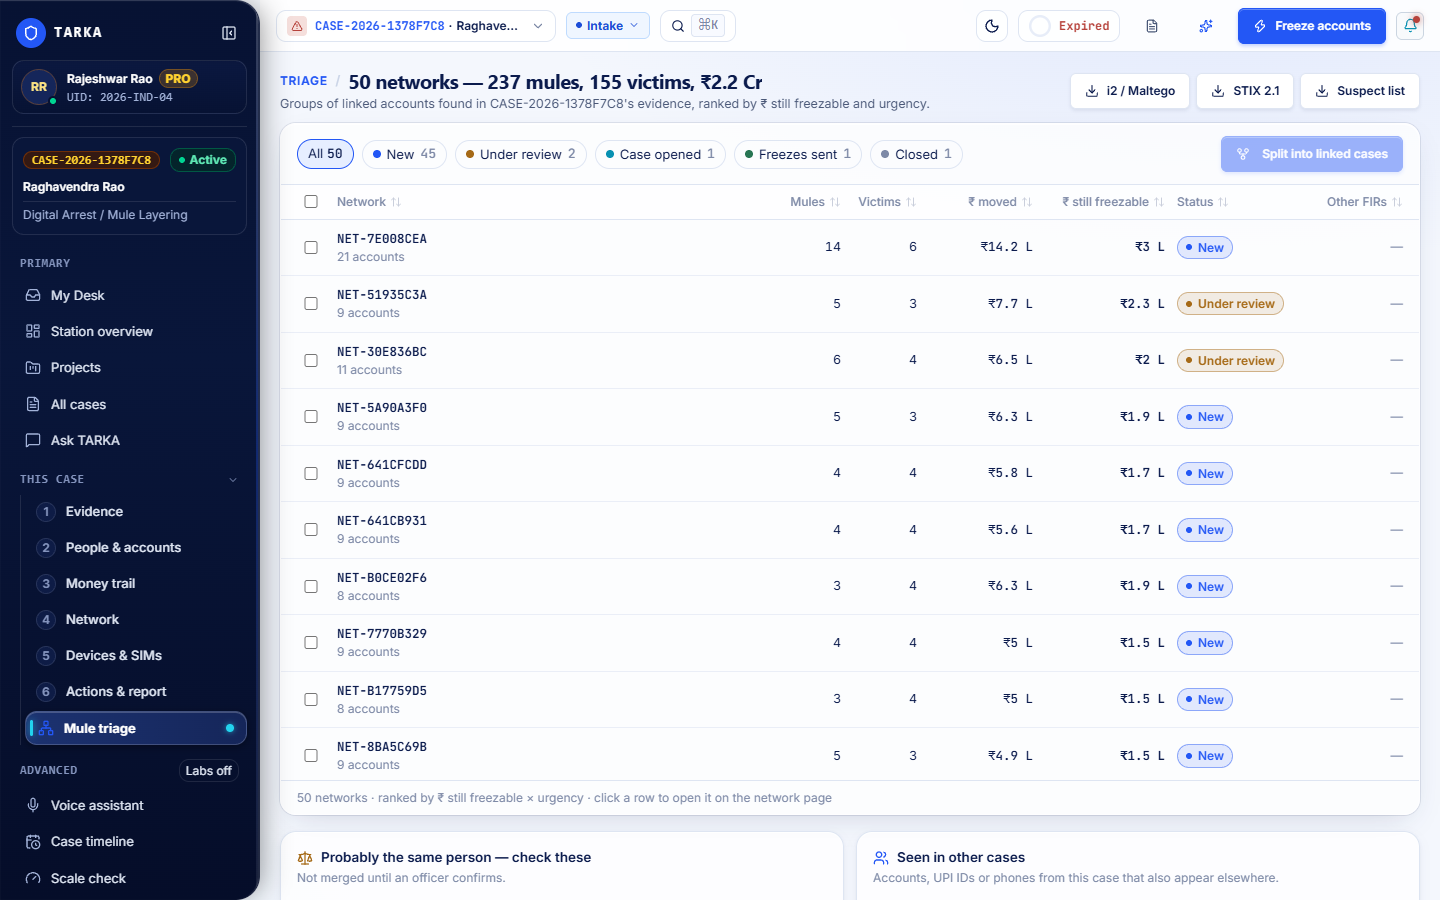 TARKA
RR
Rajeshwar Rao PRO
UID: 2026-IND-04
CASE-2026-1378F7C8 Active
Raghavendra Rao
Digital Arrest / Mule Layering
PRIMARY
My Desk
Station overview
Projects
All cases
Ask TARKA
THIS CASE
1 Evidence
2 People & accounts
3 Money trail
4 Network
5 Devices & SIMs
6 Actions & report
Mule triage
ADVANCED Labs off
Voice assistant
Case timeline
Scale check
CASE-2026-1378F7C8 · Raghave... Intake ⌘K Expired Freeze accounts
TRIAGE / 50 networks — 237 mules, 155 victims, ₹2.2 Cr
Groups of linked accounts found in CASE-2026-1378F7C8's evidence, ranked by ₹ still freezable and urgency.
i2 / Maltego STIX 2.1 Suspect list
All 50 New 45 Under review 2 Case opened 1 Freezes sent 1 Closed 1 Split into linked cases
Network Mules Victims ₹ moved ₹ still freezable Status Other FIRs
NET-7E008CEA 14 6 ₹14.2 L ₹3 L New —
21 accounts
NET-51935C3A 5 3 ₹7.7 L ₹2.3 L Under review —
9 accounts
NET-30E836BC 6 4 ₹6.5 L ₹2 L Under review —
11 accounts
NET-5A90A3F0 5 3 ₹6.3 L ₹1.9 L New —
9 accounts
NET-641CFCDD 4 4 ₹5.8 L ₹1.7 L New —
9 accounts
NET-641CB931 4 4 ₹5.6 L ₹1.7 L New —
9 accounts
NET-B0CE02F6 3 4 ₹6.3 L ₹1.9 L New —
8 accounts
NET-7770B329 4 4 ₹5 L ₹1.5 L New —
9 accounts
NET-B17759D5 3 4 ₹5 L ₹1.5 L New —
8 accounts
NET-8BA5C69B 5 3 ₹4.9 L ₹1.5 L New —
9 accounts
50 networks · ranked by ₹ still freezable × urgency · click a row to open it on the network page
Probably the same person — check these
Not merged until an officer confirms.
Seen in other cases
Accounts, UPI IDs or phones from this case that also appear elsewhere.